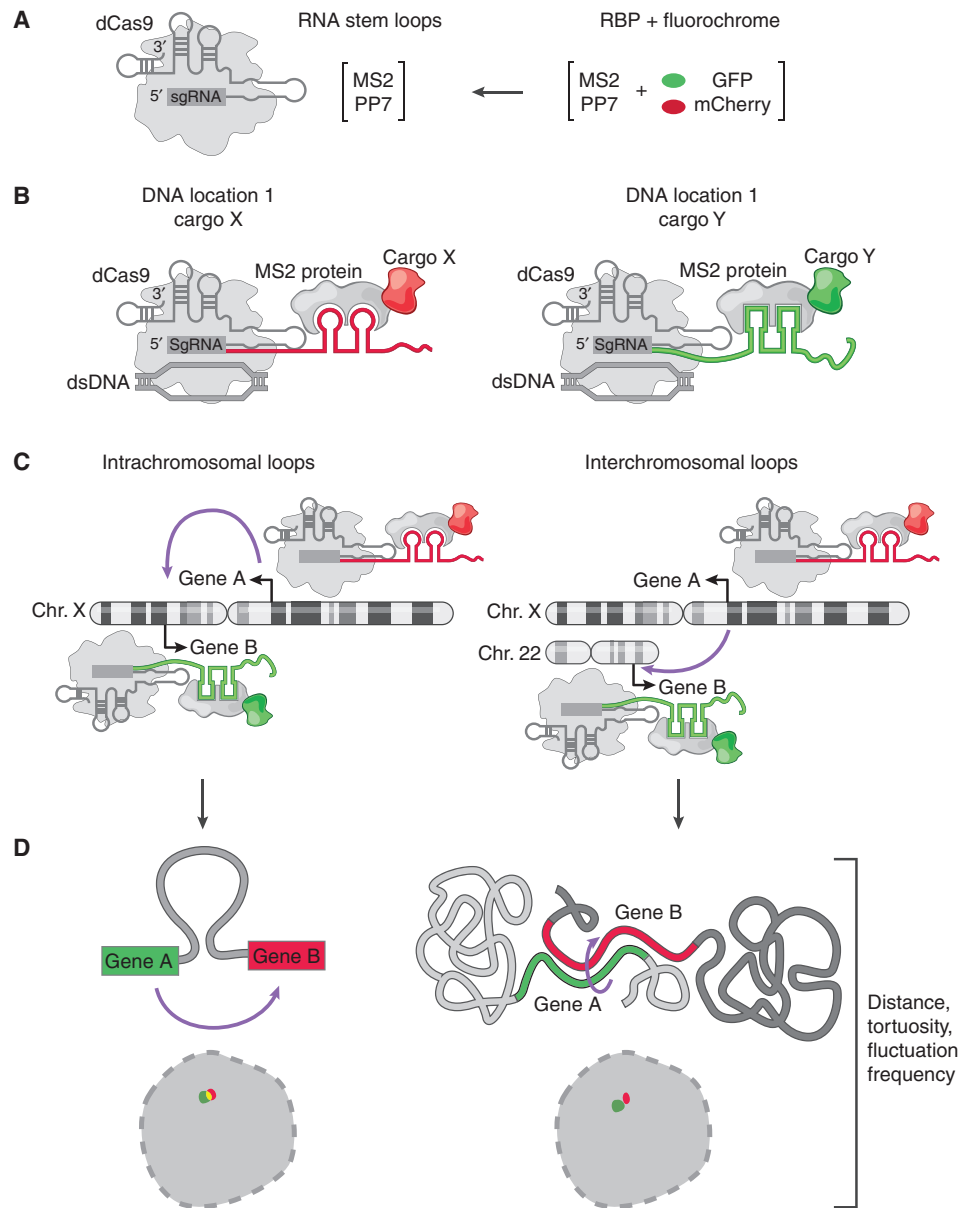 A
dCas9
RNA stem loops
RBP + fluorochrome
3′
5′ sgRNA
MS2
PP7
MS2
PP7
+
GFP
mCherry
B
DNA location 1
cargo X
DNA location 1
cargo Y
dCas9
MS2 protein
Cargo X
3′
5′ SgRNA
dsDNA
dCas9
MS2 protein
Cargo Y
3′
5′ SgRNA
dsDNA
C
Intrachromosomal loops
Interchromosomal loops
Gene A
Chr. X
Gene B
Gene A
Chr. X
Chr. 22
Gene B
D
Gene A
Gene B
Gene B
Gene A
Distance,
tortuosity,
fluctuation
frequency